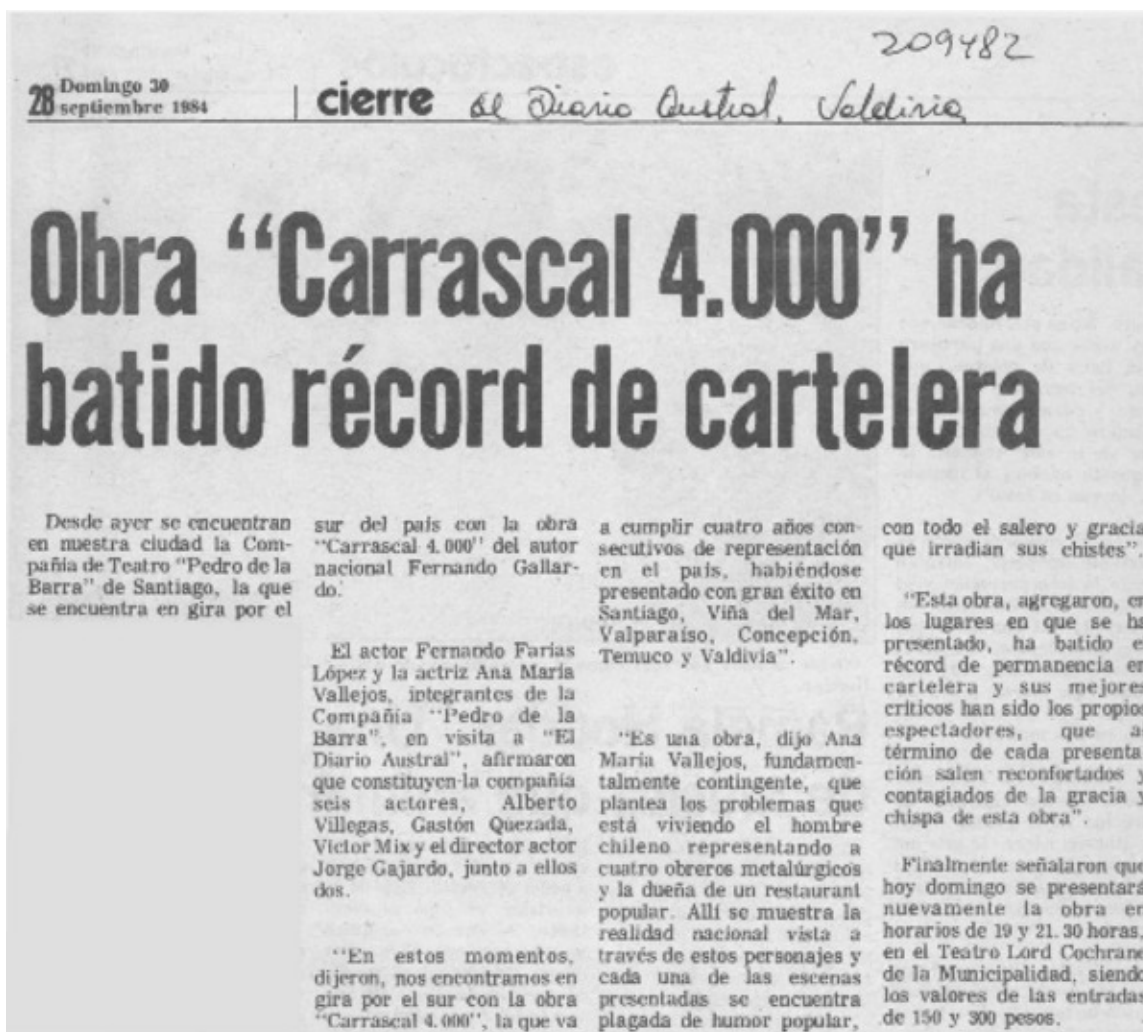 209482
28 Domingo 30
septiembre 1984
cierre El Diario Austral, Valdivia
Obra “Carrascal 4.000” ha
batido récord de cartelera
Desde ayer se encuentran
en nuestra ciudad la Com-
pañía de Teatro “Pedro de la
Barra” de Santiago, la que
se encuentra en gira por el
sur del país con la obra
“Carrascal 4.000” del autor
nacional Fernando Gallar-
do.
El actor Fernando Farías
López y la actriz Ana María
Vallejos, integrantes de la
Compañía “Pedro de la
Barra”, en visita a “El
Diario Austral”, afirmaron
que constituyen la compañía
seis actores, Alberto
Villegas, Gastón Quezada,
Víctor Mix y el director actor
Jorge Gajardo, junto a ellos
dos.
“En estos momentos,
dijeron, nos encontramos en
gira por el sur con la obra
“Carrascal 4.000”, la que va
a cumplir cuatro años con-
secutivos de representación
en el país, habiéndose
presentado con gran éxito en
Santiago, Viña del Mar,
Valparaíso, Concepción,
Temuco y Valdivia”.
“Es una obra, dijo Ana
María Vallejos, fundamen-
talmente contingente, que
plantea los problemas que
está viviendo el hombre
chileno representando a
cuatro obreros metalúrgicos
y la dueña de un restaurant
popular. Allí se muestra la
realidad nacional vista a
través de estos personajes y
cada una de las escenas
presentadas se encuentra
plagada de humor popular,
con todo el salero y gracia
que irradian sus chistes”.
“Esta obra, agregaron, en
los lugares en que se ha
presentado, ha batido e
récord de permanencia en
cartelera y sus mejores
críticos han sido los propios
espectadores, que a
término de cada presenta-
ción salen reconfortados y
contagiados de la gracia y
chispa de esta obra”.
Finalmente señalaron que
hoy domingo se presentará
nuevamente la obra en
horarios de 19 y 21.30 horas,
en el Teatro Lord Cochrane
de la Municipalidad, siendo
los valores de las entradas
de 150 y 300 pesos.